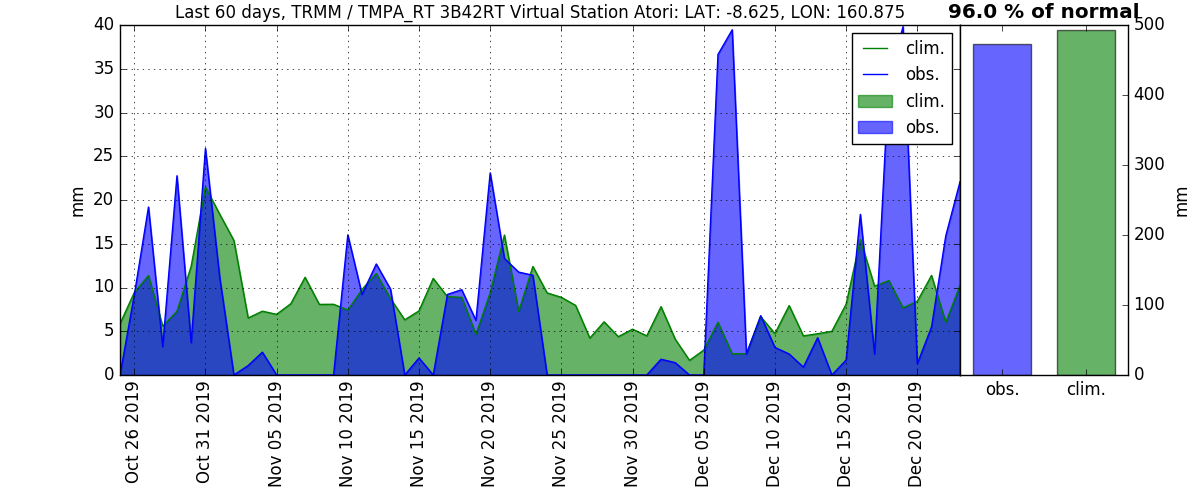 Last 60 days, TRMM / TMPA_RT 3B42RT Virtual Station Atori: LAT: -8.625, LON: 160.875
96.0 % of normal
40
35
30
25
20
15
10
5
0
mm
clim.
obs.
clim.
obs.
500
400
300
200
100
0
mm
obs.
clim.
Oct 26 2019
Oct 31 2019
Nov 05 2019
Nov 10 2019
Nov 15 2019
Nov 20 2019
Nov 25 2019
Nov 30 2019
Dec 05 2019
Dec 10 2019
Dec 15 2019
Dec 20 2019